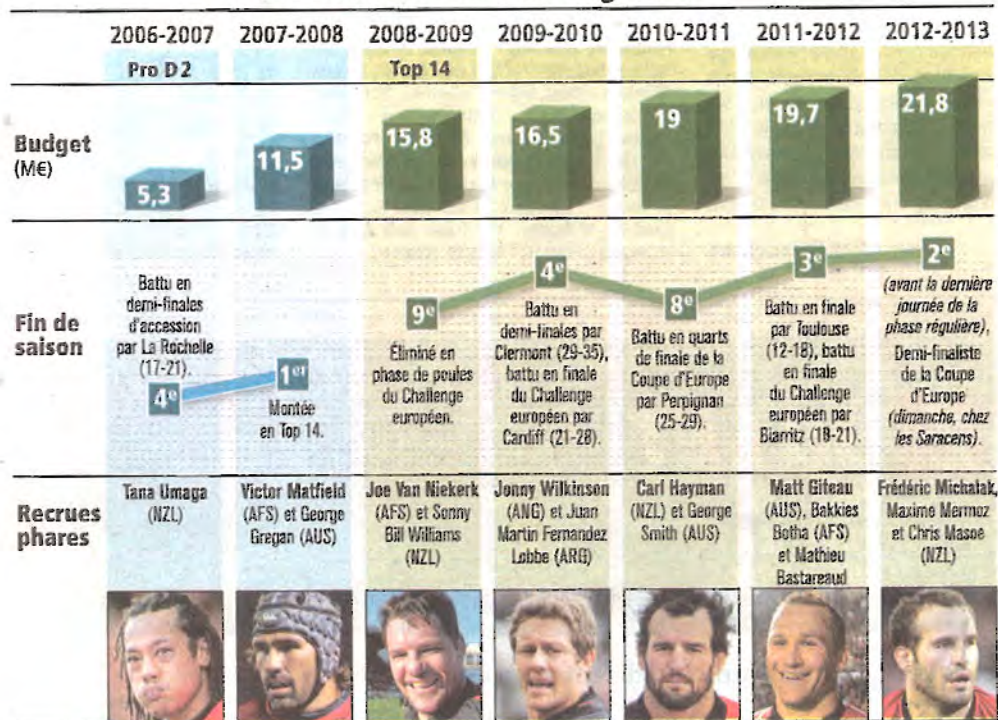 2006-2007 2007-2008 2008-2009 2009-2010 2010-2011 2011-2012 2012-2013
Pro D2 Top 14
Budget
(M€)
5,3 11,5 15,8 16,5 19 19,7 21,8
Fin de
saison
Battu en
demi-finales
d'accession
par La Rochelle
(17-21).
4e
1er
Montée
en Top 14.
9e
Éliminé en
phase de poules
du Challenge
européen.
4e
Battu en
demi-finales par
Clermont (29-35),
battu en finale
du Challenge
européen par
Cardiff (21-28).
8e
Battu en quarts
de finale de la
Coupe d'Europe
par Perpignan
(25-29).
3e
Battu en finale
par Toulouse
(12-18), battu
en finale
du Challenge
européen par
Biarritz (18-21).
2e
(avant la dernière
journée de la
phase régulière).
Demi-finaliste
de la Coupe
d'Europe
(dimanche, chez
les Saracens).
Recrues
phares
Tana Umaga
(NZL)
Victor Matfield
(AFS) et George
Gregan (AUS)
Joe Van Niekerk
(AFS) et Sonny
Bill Williams
(NZL)
Jonny Wilkinson
(ANG) et Juan
Martin Fernandez
Lobbe (ARG)
Carl Hayman
(NZL) et George
Smith (AUS)
Matt Giteau
(AUS), Bakkies
Botha (AFS)
et Mathieu
Bastareaud
Frédéric Michalak,
Maxime Mermoz
et Chris Masoe
(NZL)